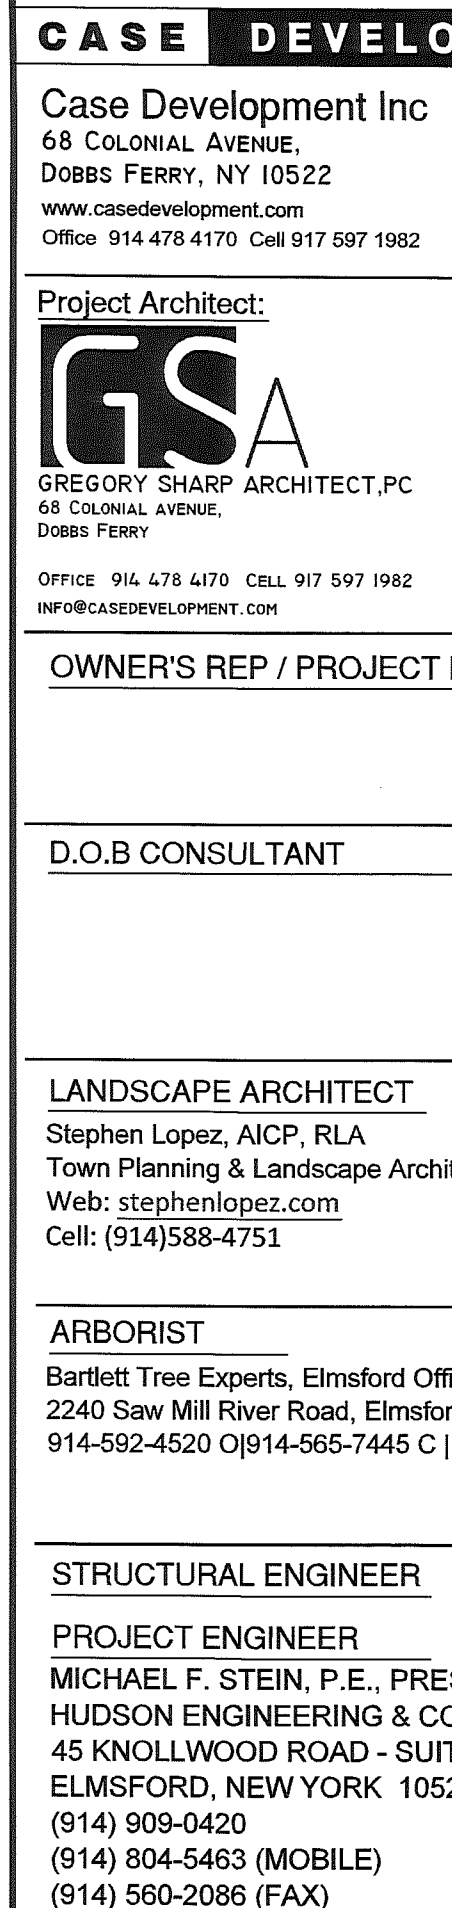 CASE DEVELO
Case Development Inc
68 COLONIAL AVENUE,
DOBBS FERRY, NY 10522
www.casedevelopment.com
Office 914 478 4170 Cell 917 597 1982
Project Architect:
GSA
GREGORY SHARP ARCHITECT,PC
68 COLONIAL AVENUE,
DOBBS FERRY
OFFICE 914 478 4170 CELL 917 597 1982
INFO@CASEDEVELOPMENT.COM
OWNER'S REP / PROJECT
D.O.B CONSULTANT
LANDSCAPE ARCHITECT
Stephen Lopez, AICP, RLA
Town Planning & Landscape Archit
Web: stephenlopez.com
Cell: (914)588-4751
ARBORIST
Bartlett Tree Experts, Elmsford Offi
2240 Saw Mill River Road, Elmsfor
914-592-4520 O|914-565-7445 C |
STRUCTURAL ENGINEER
PROJECT ENGINEER
MICHAEL F. STEIN, P.E., PRES
HUDSON ENGINEERING & CO
45 KNOLLWOOD ROAD - SUIT
ELMSFORD, NEW YORK 1052
(914) 909-0420
(914) 804-5463 (MOBILE)
(914) 560-2086 (FAX)